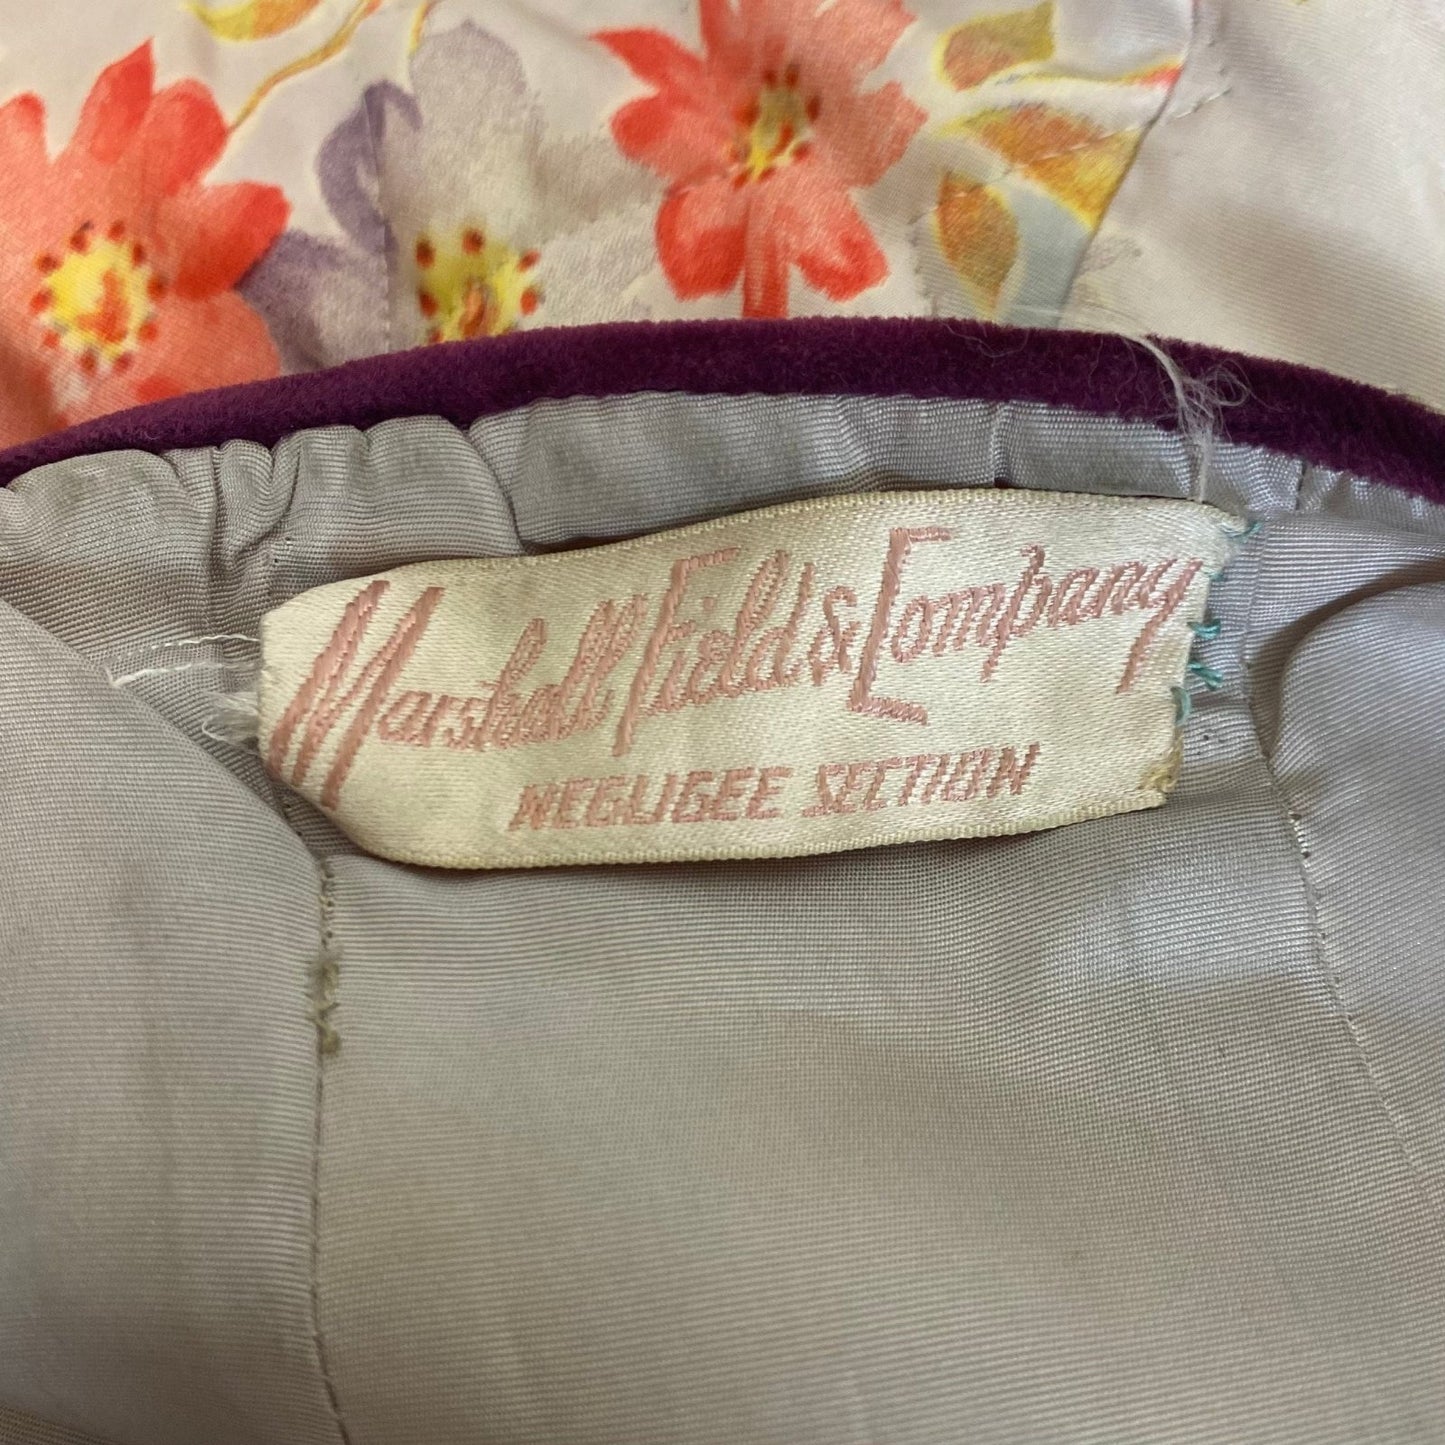 Marshall Field & Company
NEGLIGEE SECTION